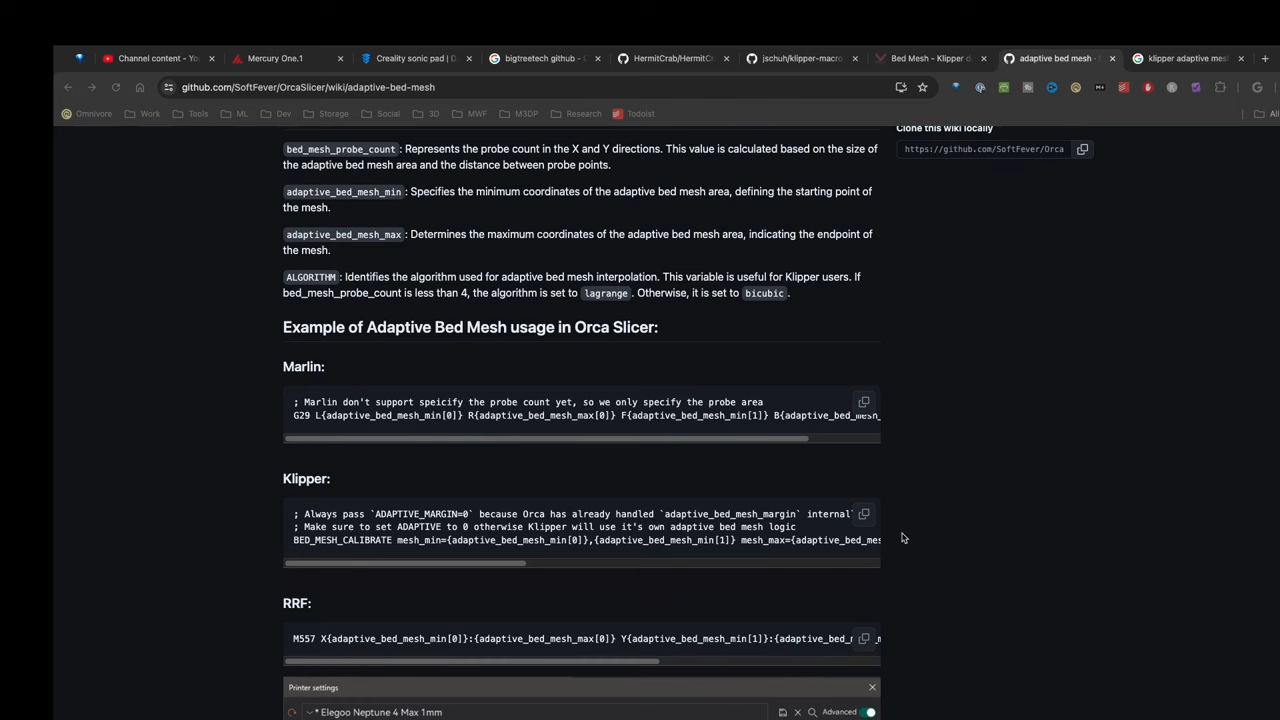 Channel content - Yo
Mercury One.1
Creality sonic pad | D
bigtreetech github - G
HermitCrab/HermitC
jschuh/klipper-macro
Bed Mesh - Klipper d
adaptive bed mesh ·
klipper adaptive mes
github.com/SoftFever/OrcaSlicer/wiki/adaptive-bed-mesh
Omnivore Work Tools ML Dev Storage Social 3D MWF M3DP Research Todoist All
Clone this wiki locally
https://github.com/SoftFever/Orca
bed_mesh_probe_count: Represents the probe count in the X and Y directions. This value is calculated based on the size of
the adaptive bed mesh area and the distance between probe points.
adaptive_bed_mesh_min: Specifies the minimum coordinates of the adaptive bed mesh area, defining the starting point of
the mesh.
adaptive_bed_mesh_max: Determines the maximum coordinates of the adaptive bed mesh area, indicating the endpoint of
the mesh.
ALGORITHM: Identifies the algorithm used for adaptive bed mesh interpolation. This variable is useful for Klipper users. If
bed_mesh_probe_count is less than 4, the algorithm is set to lagrange. Otherwise, it is set to bicubic.
Example of Adaptive Bed Mesh usage in Orca Slicer:
Marlin:
; Marlin don't support speicify the probe count yet, so we only specify the probe area
G29 L{adaptive_bed_mesh_min[0]} R{adaptive_bed_mesh_max[0]} F{adaptive_bed_mesh_min[1]} B{adaptive_bed_mesh_
Klipper:
; Always pass `ADAPTIVE_MARGIN=0` because Orca has already handled `adaptive_bed_mesh_margin` internal
; Make sure to set ADAPTIVE to 0 otherwise Klipper will use it's own adaptive bed mesh logic
BED_MESH_CALIBRATE mesh_min={adaptive_bed_mesh_min[0]},{adaptive_bed_mesh_min[1]} mesh_max={adaptive_bed_mes
RRF:
M557 X{adaptive_bed_mesh_min[0]}:{adaptive_bed_mesh_max[0]} Y{adaptive_bed_mesh_min[1]}:{adaptive_bed_m
Printer settings
* Elegoo Neptune 4 Max 1mm
Advanced